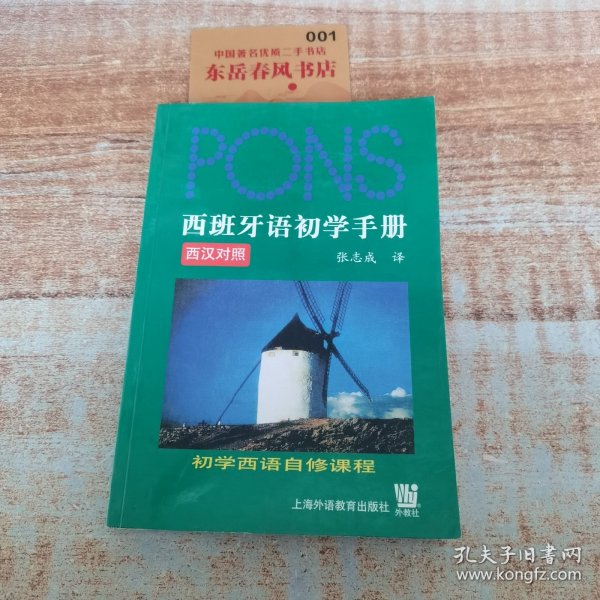 001
中国著名优质二手书店
东岳春风书店
PONS
西班牙语初学手册
西汉对照
张志成 译
初学西语自修课程
上海外语教育出版社
外教社
孔夫子旧书网
www.kongfz.com